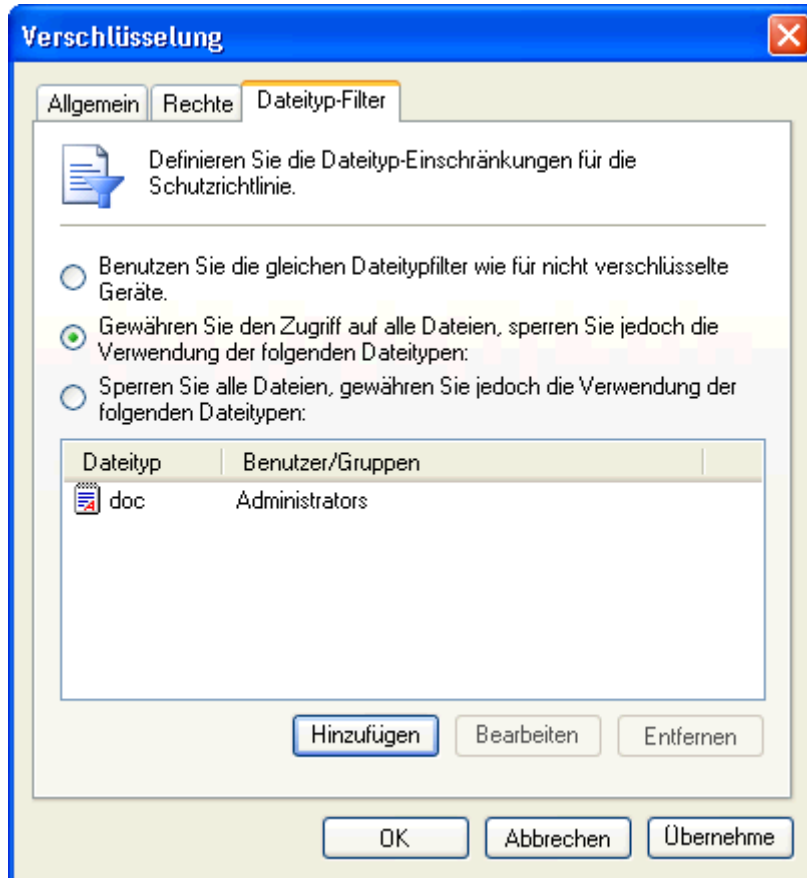 Verschlüsselung
Allgemein Rechte Dateityp-Filter
Definieren Sie die Dateityp-Einschränkungen für die
Schutzrichtlinie.
Benutzen Sie die gleichen Dateitypfilter wie für nicht verschlüsselte
Geräte.
Gewähren Sie den Zugriff auf alle Dateien, sperren Sie jedoch die
Verwendung der folgenden Dateitypen:
Sperren Sie alle Dateien, gewähren Sie jedoch die Verwendung der
folgenden Dateitypen:
Dateityp Benutzer/Gruppen
doc Administrators
Hinzufügen Bearbeiten Entfernen
OK Abbrechen Übernehme